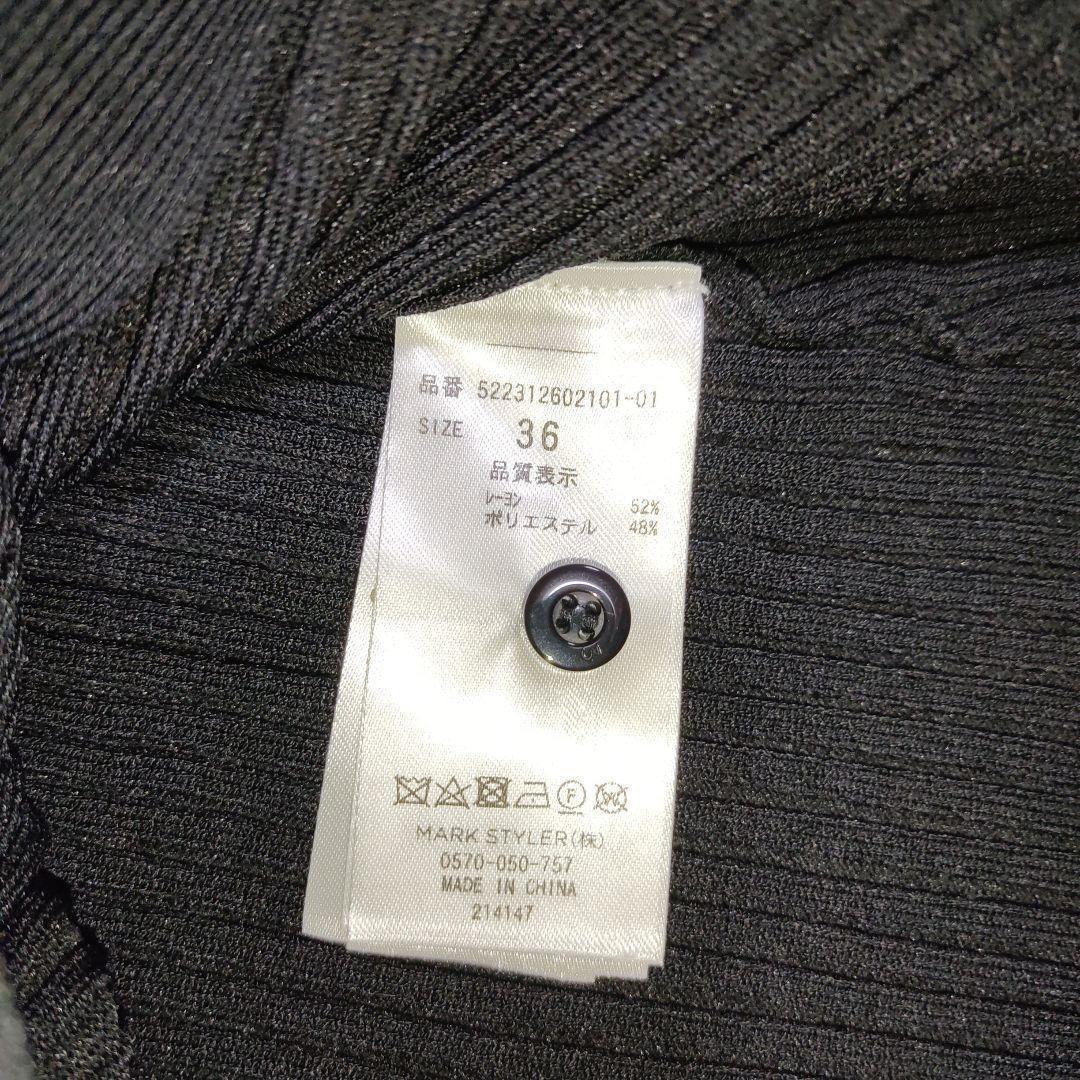 品番 522312602101-01
SIZE 36
品質表示
レーヨン 52%
ポリエステル 48%
MARK STYLER(株)
0570-050-757
MADE IN CHINA
214147